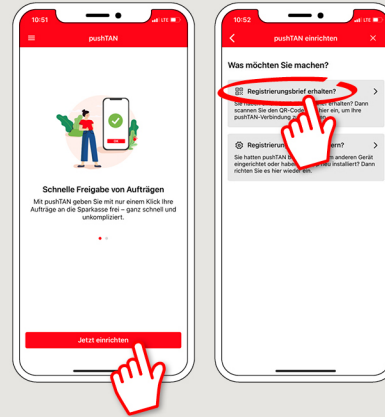 10:51
LTE
pushTAN
Schnelle Freigabe von Aufträgen
Mit pushTAN geben Sie mit nur einem Klick Ihre
Aufträge an die Sparkasse frei – ganz schnell und
unkompliziert.
Jetzt einrichten
10:52
LTE
pushTAN einrichten
Was möchten Sie machen?
Registrierungsbrief erhalten?
Sie haben erhalten? Dann
scannen Sie den QR-Code hier ein, um Ihre
pushTAN-Verbindung
Sie hatten pushTAN anderen Gerät
eingerichtet oder neu installiert? Dann
richten Sie es hier wieder ein.